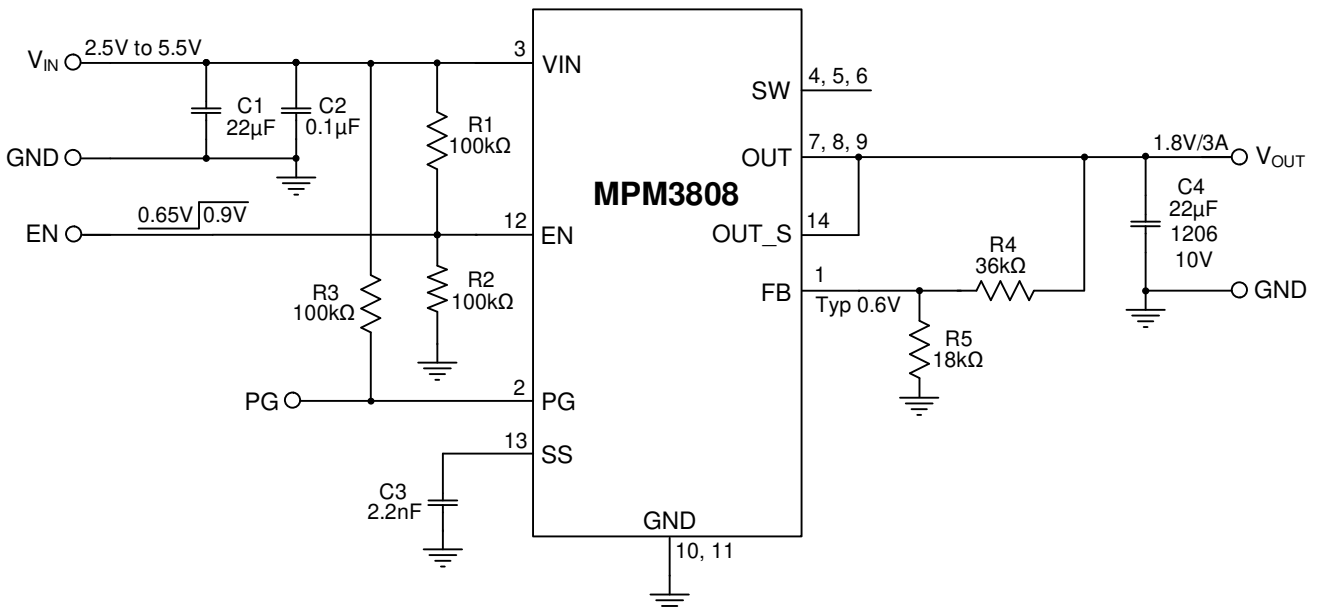 V_IN
2.5V to 5.5V
3
VIN
SW
4, 5, 6
C1
22µF
C2
0.1µF
R1
100kΩ
GND
OUT
7, 8, 9
1.8V/3A
V_OUT
MPM3808
C4
22µF
1206
10V
EN
0.65V
0.9V
12
EN
OUT_S
14
R3
100kΩ
R2
100kΩ
FB
1
Typ 0.6V
R4
36kΩ
GND
R5
18kΩ
PG
2
PG
13
SS
C3
2.2nF
GND
10, 11